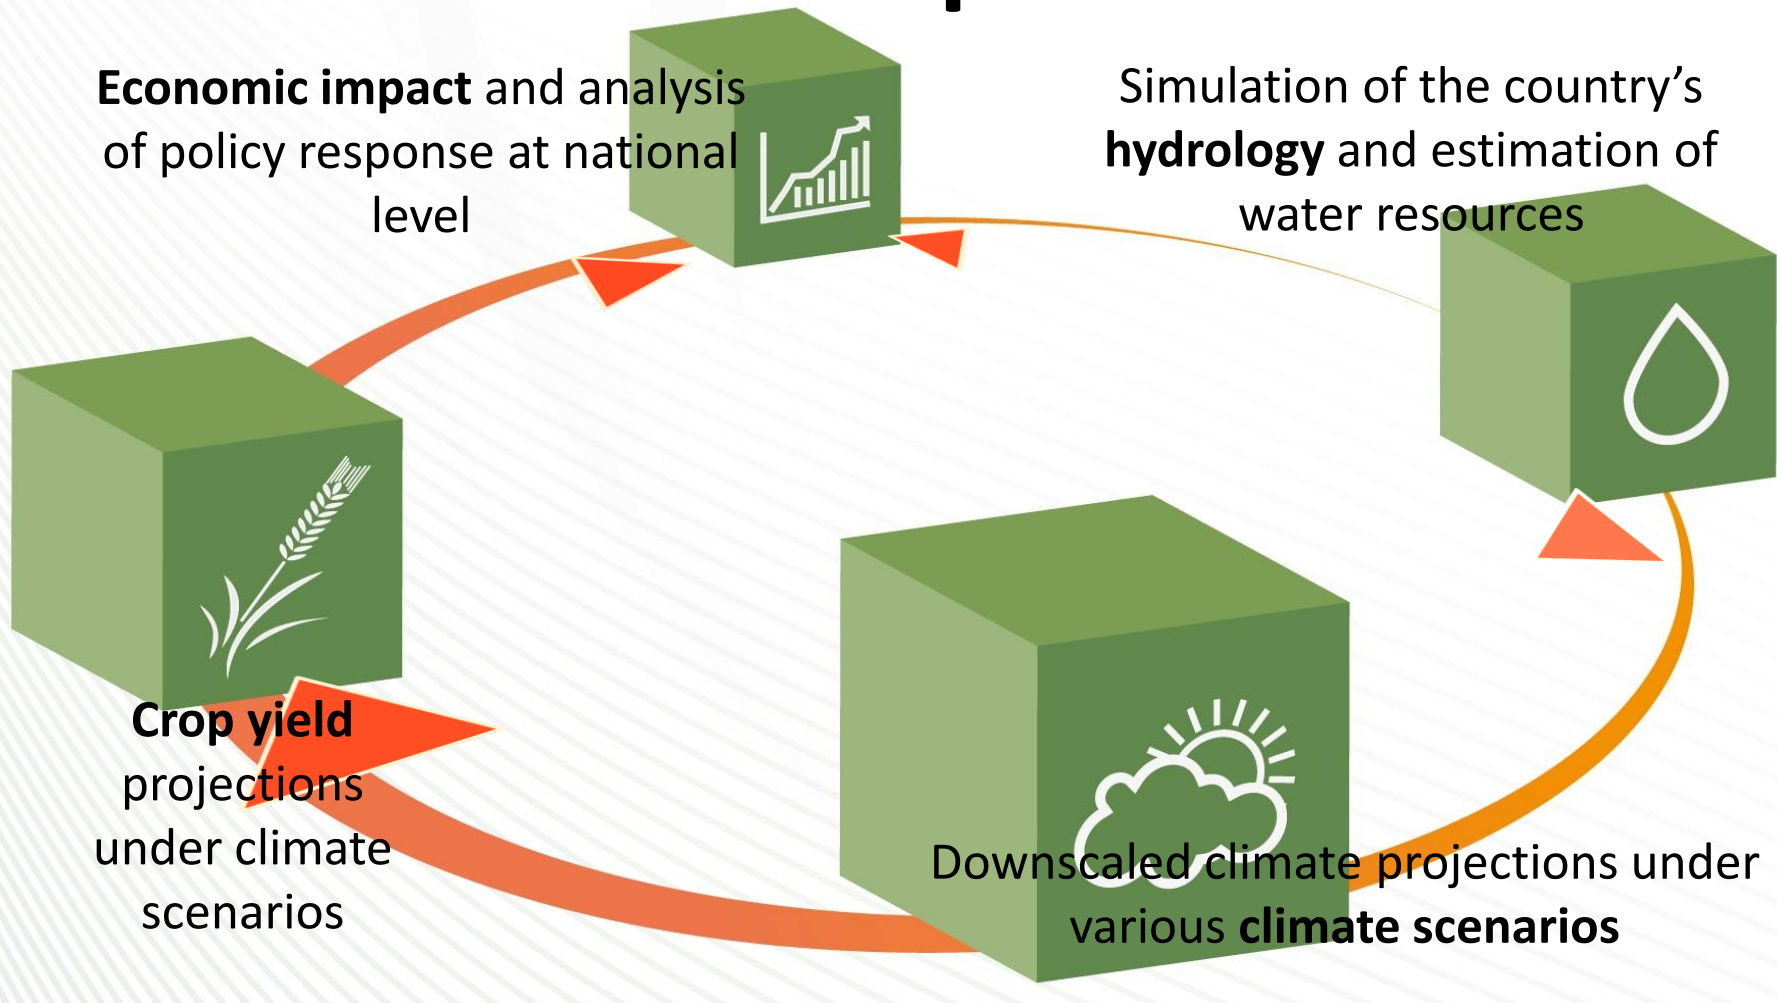 Economic impact and analysis
of policy response at national
level
Simulation of the country’s
hydrology and estimation of
water resources
Crop yield
projections
under climate
scenarios
Downscaled climate projections under
various climate scenarios